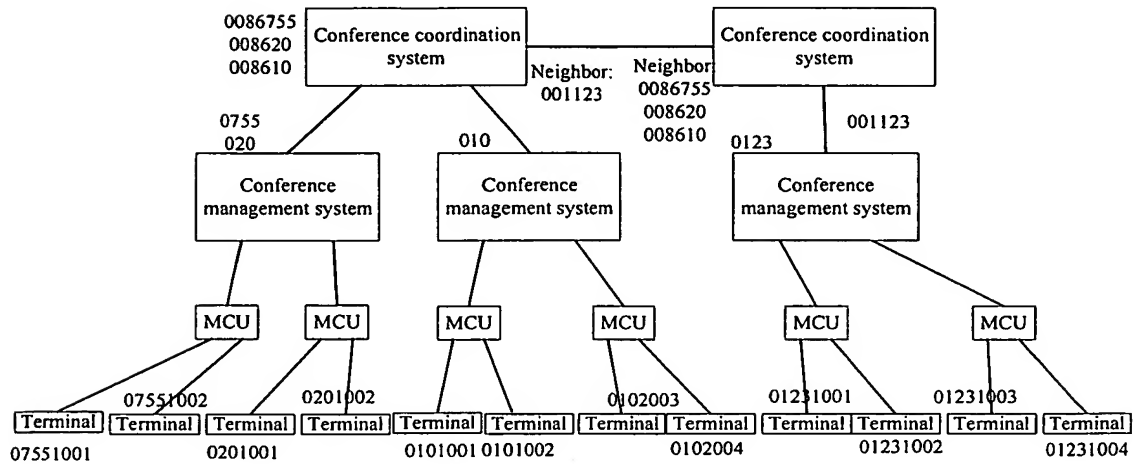 0086755
008620
008610
Conference coordination
system
Conference coordination
system
Neighbor:
001123
Neighbor
0086755
008620
008610
0755
020
010
0123
001123
Conference
management system
Conference
management system
Conference
management system
MCU
MCU
MCU
MCU
MCU
MCU
07551002
0201002
0102003
01231001
01231003
Terminal
Terminal
Terminal
Terminal
Terminal
Terminal
Terminal
Terminal
Terminal
Terminal
Terminal
Terminal
07551001
0201001
0101001
0101002
0102004
01231002
01231004